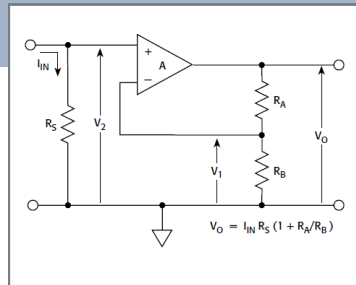 +
I_IN
−
A
R_A
R_S
V_2
V_O
V_1
R_B
V_O = I_IN R_S (1 + R_A/R_B)